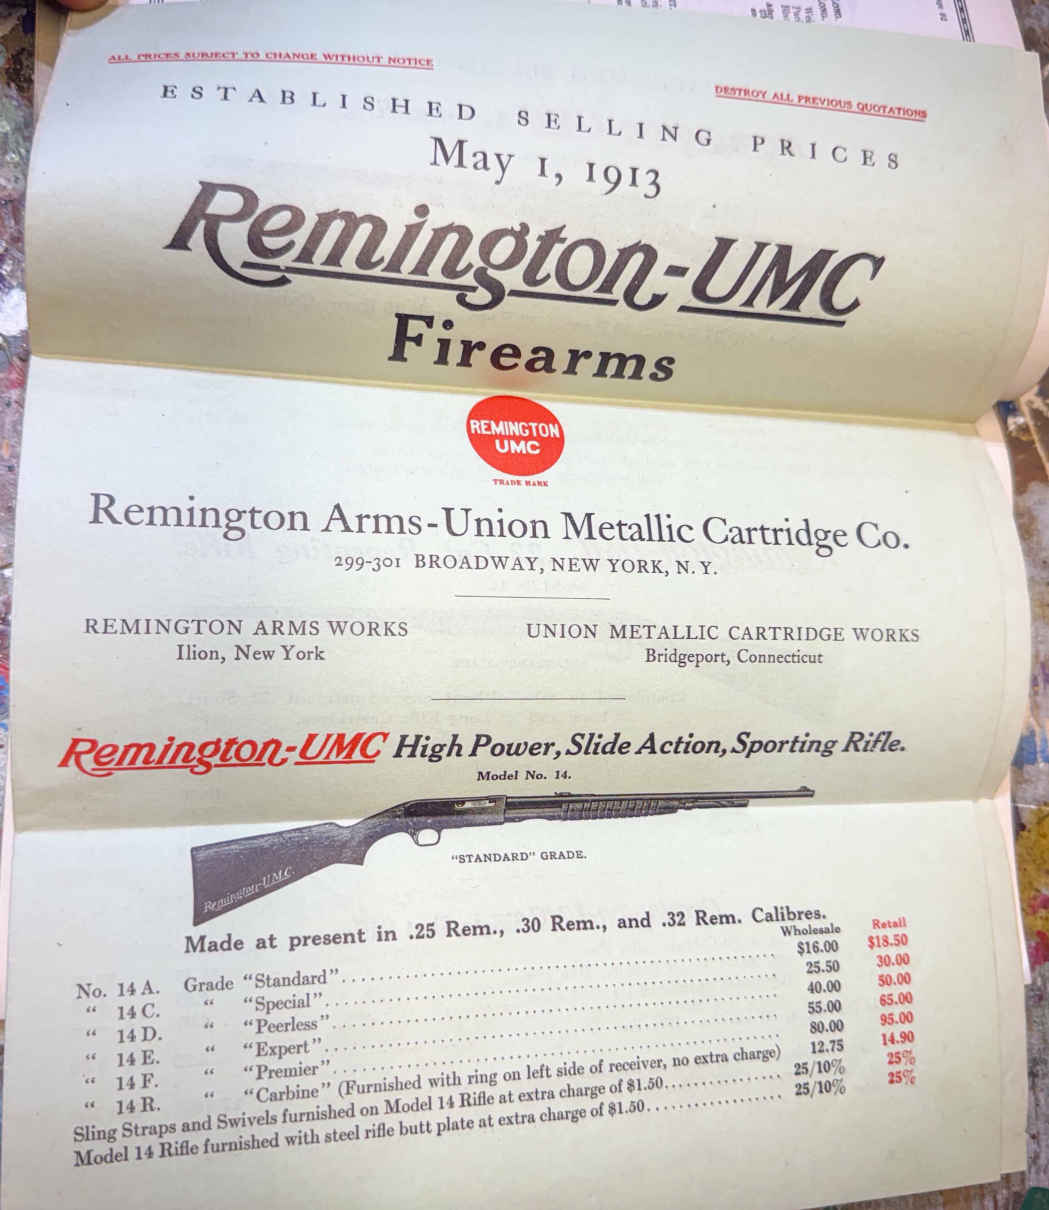 ALL PRICES SUBJECT TO CHANGE WITHOUT NOTICE
DESTROY ALL PREVIOUS QUOTATIONS
ESTABLISHED SELLING PRICES
May 1, 1913
Remington-UMC
Firearms
REMINGTON
UMC
TRADE MARK
Remington Arms-Union Metallic Cartridge Co.
299-301 BROADWAY, NEW YORK, N. Y.
REMINGTON ARMS WORKS
Ilion, New York
UNION METALLIC CARTRIDGE WORKS
Bridgeport, Connecticut
Remington-UMC High Power, Slide Action, Sporting Rifle.
Model No. 14.
Remington-UMC.
"STANDARD" GRADE.
Made at present in .25 Rem., .30 Rem., and .32 Rem. Calibres.
Wholesale Retail
No. 14 A. Grade "Standard" $16.00 $18.50
" 14 C. " "Special" 25.50 30.00
" 14 D. " "Peerless" 40.00 50.00
" 14 E. " "Expert" 55.00 65.00
" 14 F. " "Premier" 80.00 95.00
" 14 R. " "Carbine" (Furnished with ring on left side of receiver, no extra charge) 12.75 14.90
Sling Straps and Swivels furnished on Model 14 Rifle at extra charge of $1.50 25/10% 25%
Model 14 Rifle furnished with steel rifle butt plate at extra charge of $1.50 25/10% 25%